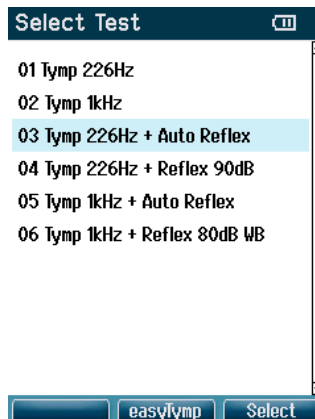 Select Test
01 Tymp 226Hz
02 Tymp 1kHz
03 Tymp 226Hz + Auto Reflex
04 Tymp 226Hz + Reflex 90dB
05 Tymp 1kHz + Auto Reflex
06 Tymp 1kHz + Reflex 80dB WB
easyTymp Select